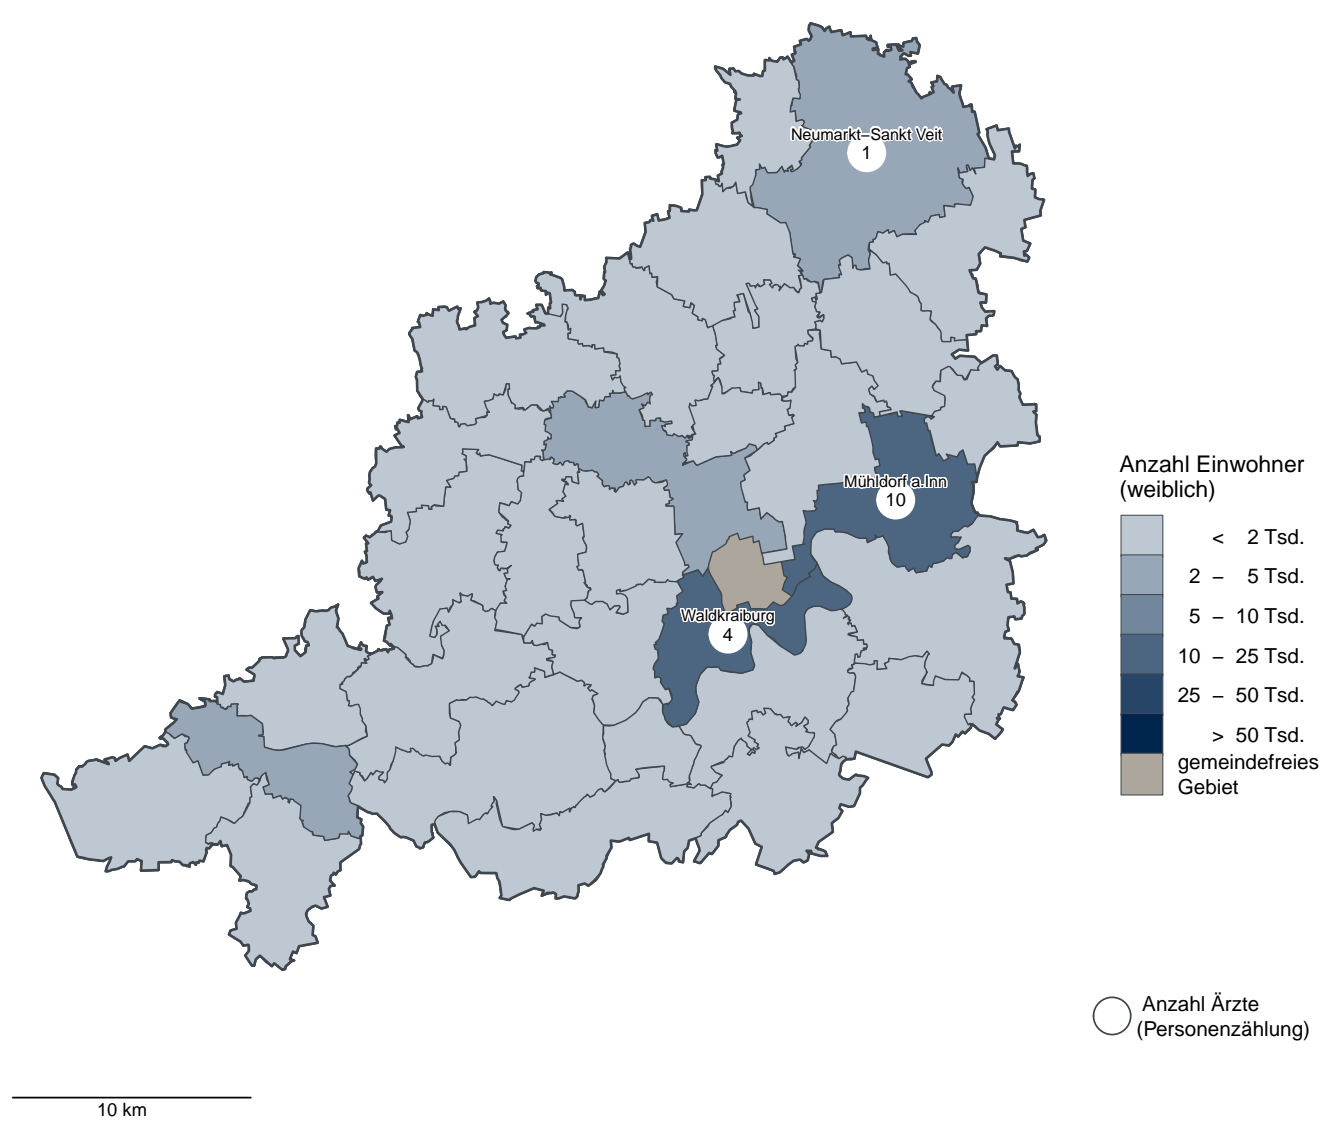 Neumarkt−Sankt Veit
1
Mühldorf a.Inn
10
Waldkraiburg
4
Anzahl Einwohner
(weiblich)
< 2 Tsd.
2 − 5 Tsd.
5 − 10 Tsd.
10 − 25 Tsd.
25 − 50 Tsd.
> 50 Tsd.
gemeindefreies
Gebiet
Anzahl Ärzte
(Personenzählung)
10 km